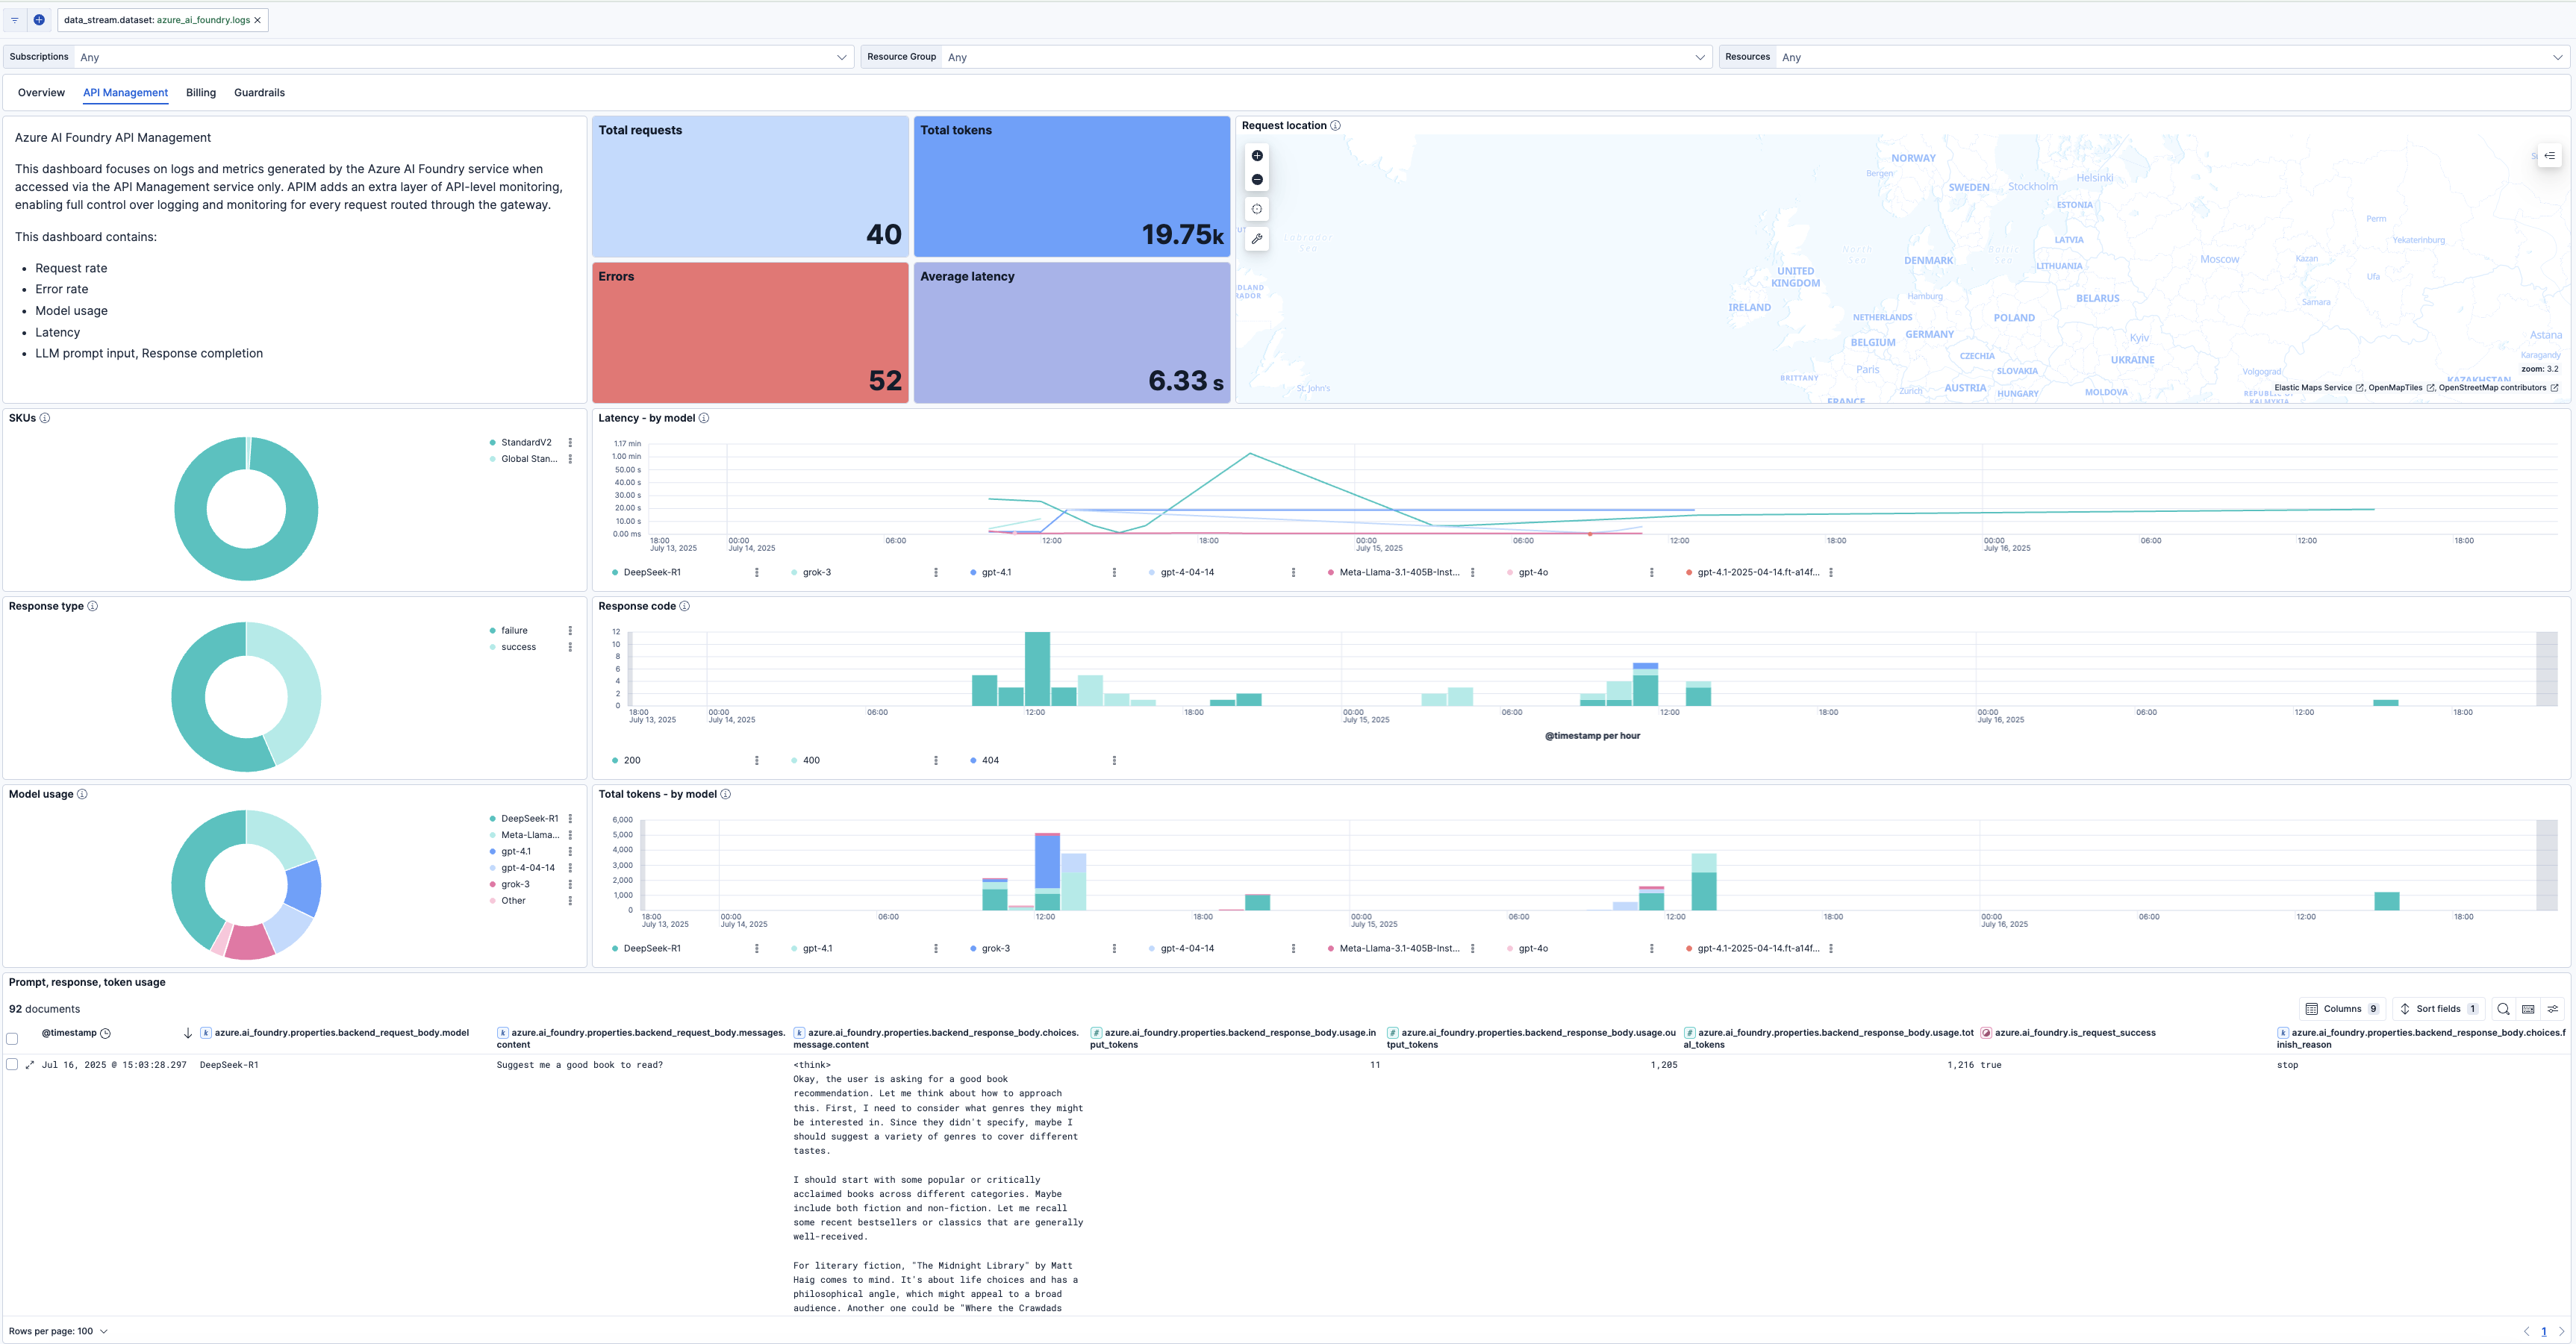 data_stream.dataset: azure_ai_foundry.logs
Subscriptions Any
Resource Group Any
Resources Any
Overview API Management Billing Guardrails
Azure AI Foundry API Management
This dashboard focuses on logs and metrics generated by the Azure AI Foundry service when
accessed via the API Management service only. APIM adds an extra layer of API-level monitoring,
enabling full control over logging and monitoring for every request routed through the gateway.
This dashboard contains:
Request rate
Error rate
Model usage
Latency
LLM prompt input, Response completion
Total requests
40
Total tokens
19.75k
Errors
52
Average latency
6.33 s
Request location
NORWAY
Bergen
SWEDEN
Stockholm
Helsinki
ESTONIA
Labrador
Sea
North
Sea
Baltic
Sea
LATVIA
LITHUANIA
DENMARK
UNITED
KINGDOM
IRELAND
Hamburg
NETHERLANDS
GERMANY
BELGIUM
POLAND
BELARUS
Moscow
Perm
Yekaterinburg
Kazan
Ufa
Samara
Kyiv
UKRAINE
CZECHIA
SLOVAKIA
Paris
BRITTANY
Zurich
AUSTRIA
HUNGARY
MOLDOVA
FRANCE
Volgograd
Astana
Karagandy
KAZAKHSTAN
KALMYKIA
St. John's
zoom: 3.2
Elastic Maps Service , OpenMapTiles , OpenStreetMap contributors
SKUs
StandardV2
Global Stan...
Latency - by model
1.17 min
1.00 min
50.00 s
40.00 s
30.00 s
20.00 s
10.00 s
0.00 ms
18:00 00:00 06:00 12:00 18:00 00:00 06:00 12:00 18:00 00:00 06:00 12:00 18:00
July 13, 2025 July 14, 2025 July 15, 2025 July 16, 2025
DeepSeek-R1 grok-3 gpt-4.1 gpt-4-04-14 Meta-Llama-3.1-405B-Inst... gpt-4o gpt-4.1-2025-04-14.ft-a14f...
Response type
failure
success
Response code
12
10
8
6
4
2
0
18:00 00:00 06:00 12:00 18:00 00:00 06:00 12:00 18:00 00:00 06:00 12:00 18:00
July 13, 2025 July 14, 2025 July 15, 2025 July 16, 2025
@timestamp per hour
200 400 404
Model usage
DeepSeek-R1
Meta-Llama...
gpt-4.1
gpt-4-04-14
grok-3
Other
Total tokens - by model
6,000
5,000
4,000
3,000
2,000
1,000
0
18:00 00:00 06:00 12:00 18:00 00:00 06:00 12:00 18:00 00:00 06:00 12:00 18:00
July 13, 2025 July 14, 2025 July 15, 2025 July 16, 2025
DeepSeek-R1 gpt-4.1 grok-3 gpt-4-04-14 Meta-Llama-3.1-405B-Inst... gpt-4o gpt-4.1-2025-04-14.ft-a14f...
Prompt, response, token usage
92 documents
Columns 9 Sort fields 1
@timestamp
azure.ai_foundry.properties.backend_request_body.model
azure.ai_foundry.properties.backend_request_body.messages.
content
azure.ai_foundry.properties.backend_response_body.choices.
message.content
azure.ai_foundry.properties.backend_response_body.usage.in
put_tokens
azure.ai_foundry.properties.backend_response_body.usage.ou
tput_tokens
azure.ai_foundry.properties.backend_response_body.usage.tot
al_tokens
azure.ai_foundry.is_request_success
azure.ai_foundry.properties.backend_response_body.choices.f
inish_reason
Jul 16, 2025 @ 15:03:28.297 DeepSeek-R1 Suggest me a good book to read? <think> 11 1,205 1,216 true stop
Okay, the user is asking for a good book
recommendation. Let me think about how to approach
this. First, I need to consider what genres they might
be interested in. Since they didn't specify, maybe I
should suggest a variety of genres to cover different
tastes.
I should start with some popular or critically
acclaimed books across different categories. Maybe
include both fiction and non-fiction. Let me recall
some recent bestsellers or classics that are generally
well-received.
For literary fiction, "The Midnight Library" by Matt
Haig comes to mind. It's about life choices and has a
philosophical angle, which might appeal to a broad
audience. Another one could be "Where the Crawdads
Rows per page: 100
1